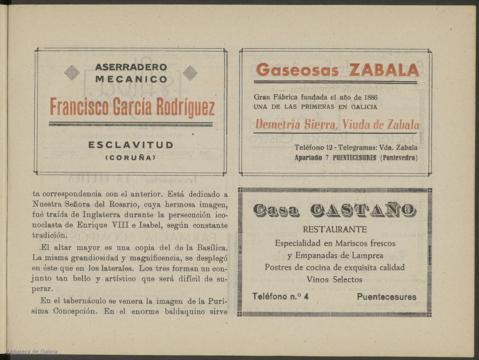 ASERRADERO
MECANICO
Francisco García Rodríguez
ESCLAVITUD
(CORUÑA)
ta correspondencia con el anterior. Está dedicado a
Nuestra Señora del Rosario, cuya hermosa imagen,
fué traída de Inglaterra durante la persecución ico-
noclasta de Enrique VIII e Isabel, según constante
tradición.
El altar mayor es una copia del de la Basílica.
La misma grandiosidad y magnificencia, se desplegó
en éste que en los laterales. Los tres forman un con-
junto tan bello y artístico que será difícil de su-
perar.
En el tabernáculo se venera la imagen de la Purí-
sima Concepción. En el enorme baldaquino sirve
Gaseosas ZABALA
Gran Fábrica fundada el año de 1886
UNA DE LAS PRIMERAS EN GALICIA
Demetria Sierra, Viuda de Zabala
Teléfono 12 - Telegramas: Vda. Zabala
Apartado 7 PUENTECESURES (Pontevedra)
Casa CASTAÑO
RESTAURANTE
Especialidad en Mariscos frescos
y Empanadas de Lamprea
Postres de cocina de exquisita calidad
Vinos Selectos
Teléfono n.º 4 Puentecesures
Biblioteca de Galicia